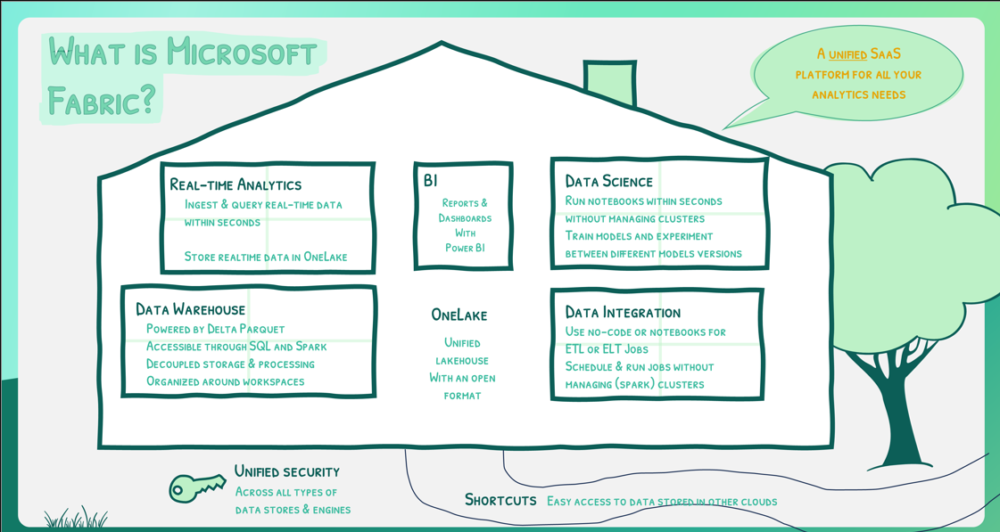 What is Microsoft
Fabric?
A unified SaaS
platform for all your
analytics needs
Real-time Analytics
Ingest & query real-time data
within seconds
Store realtime data in OneLake
BI
Reports &
Dashboards
With
Power BI
Data Science
Run notebooks within seconds
without managing clusters
Train models and experiment
between different models versions
Data Warehouse
Powered by Delta Parquet
Accessible through SQL and Spark
Decoupled storage & processing
Organized around workspaces
OneLake
Unified
lakehouse
With an open
format
Data Integration
Use no-code or notebooks for
ETL or ELT Jobs
Schedule & run jobs without
managing (spark) clusters
Unified security
Across all types of
data stores & engines
Shortcuts Easy access to data stored in other clouds